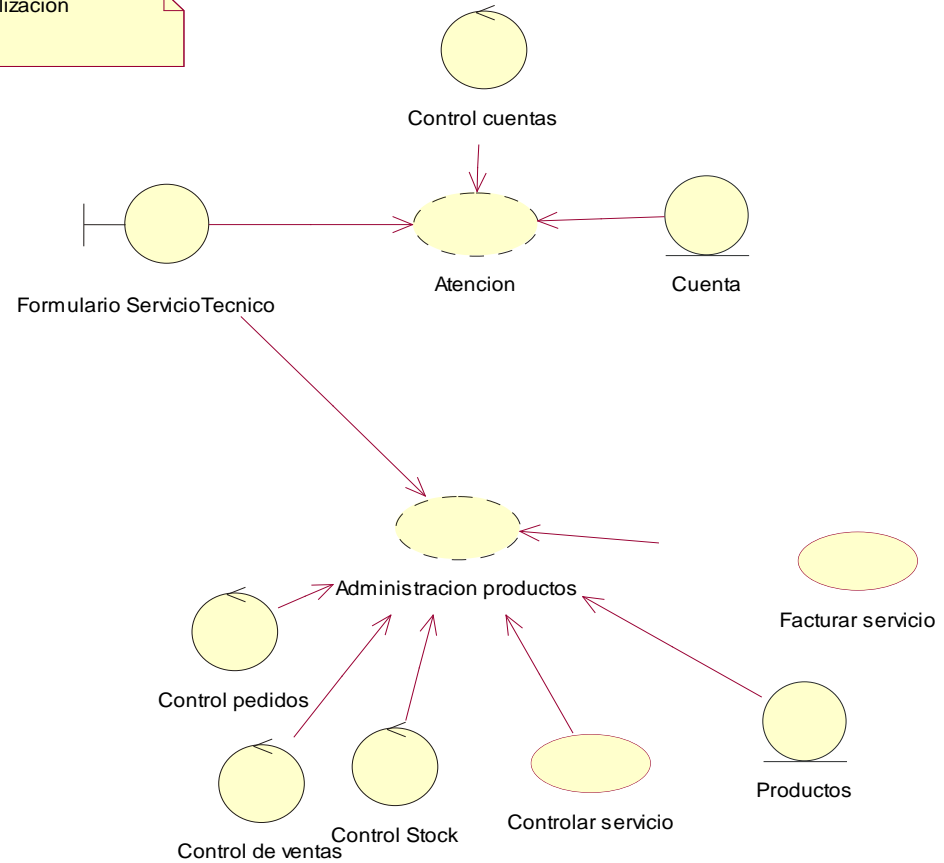 Control cuentas
Atencion
Cuenta
Formulario ServicioTecnico
Administracion productos
Facturar servicio
Control pedidos
Productos
Controlar servicio
Control Stock
Control de ventas